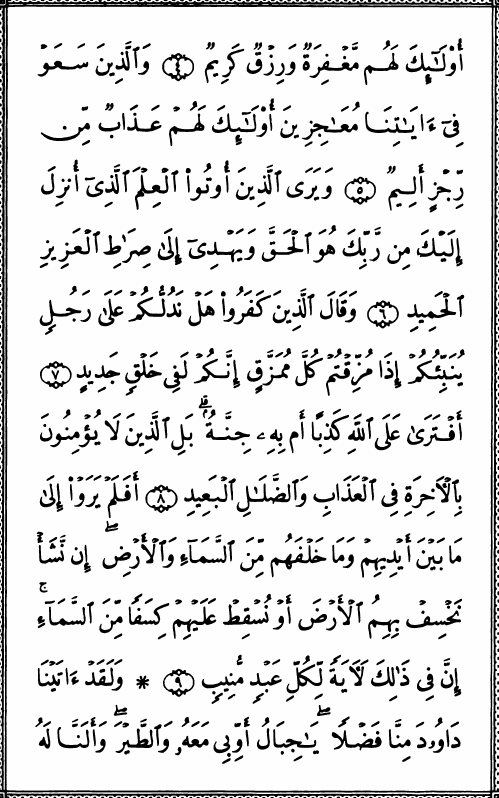 أُو۟لَـٰٓئِكَ لَهُم مَّغْفِرَةٌ وَرِزْقٌ كَرِيمٌ ﴿٤﴾ وَٱلَّذِينَ سَعَوْ
فِىٓ ءَايَـٰتِنَا مُعَـٰجِزِينَ أُو۟لَـٰٓئِكَ لَهُمْ عَذَابٌ مِّن
رِّجْزٍ أَلِيمٌ ﴿٥﴾ وَيَرَى ٱلَّذِينَ أُوتُوا۟ ٱلْعِلْمَ ٱلَّذِىٓ أُنزِلَ
إِلَيْكَ مِن رَّبِّكَ هُوَ ٱلْحَقَّ وَيَهْدِىٓ إِلَىٰ صِرَٰطِ ٱلْعَزِيزِ
ٱلْحَمِيدِ ﴿٦﴾ وَقَالَ ٱلَّذِينَ كَفَرُوا۟ هَلْ نَدُلُّكُمْ عَلَىٰ رَجُلٍ
يُنَبِّئُكُمْ إِذَا مُزِّقْتُمْ كُلَّ مُمَزَّقٍ إِنَّكُمْ لَفِى خَلْقٍ جَدِيدٍ ﴿٧﴾
أَفْتَرَىٰ عَلَى ٱللَّهِ كَذِبًا أَم بِهِۦ جِنَّةٌۢ ۗ بَلِ ٱلَّذِينَ لَا يُؤْمِنُونَ
بِٱلْـَٔاخِرَةِ فِى ٱلْعَذَابِ وَٱلضَّلَـٰلِ ٱلْبَعِيدِ ﴿٨﴾ أَفَلَمْ يَرَوْا۟ إِلَىٰ
مَا بَيْنَ أَيْدِيهِمْ وَمَا خَلْفَهُم مِّنَ ٱلسَّمَآءِ وَٱلْأَرْضِ ۚ إِن نَّشَأْ
نَخْسِفْ بِهِمُ ٱلْأَرْضَ أَوْ نُسْقِطْ عَلَيْهِمْ كِسَفًا مِّنَ ٱلسَّمَآءِ ۚ
إِنَّ فِى ذَٰلِكَ لَـَٔايَةً لِّكُلِّ عَبْدٍ مُّنِيبٍ ﴿٩﴾ * وَلَقَدْ ءَاتَيْنَا
دَاوُۥدَ مِنَّا فَضْلًا ۖ يَـٰجِبَالُ أَوِّبِى مَعَهُۥ وَٱلطَّيْرَ ۖ وَأَلَنَّا لَهُ